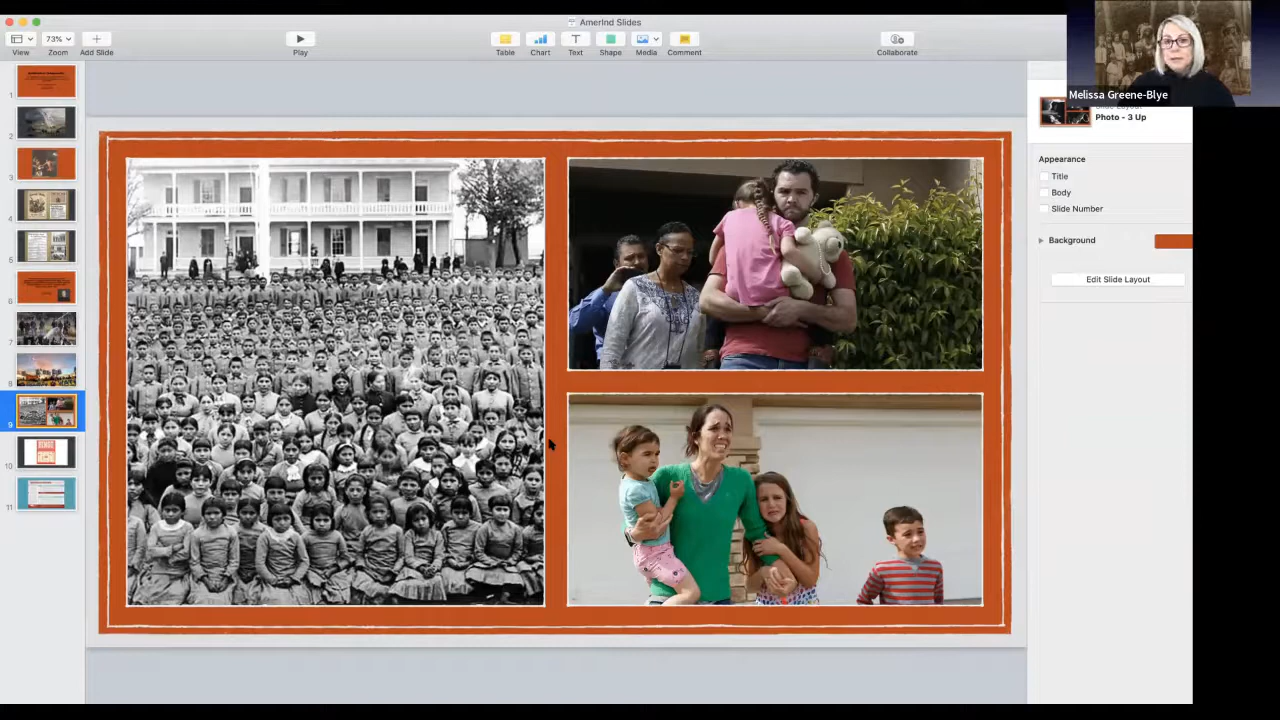 AmerInd Slides
73%
View
Zoom
Add Slide
Play
Table
Chart
Text
Shape
Media
Comment
Collaborate
Melissa Greene-Blye
Photo - 3 Up
Appearance
Title
Body
Slide Number
Background
Edit Slide Layout
1
2
3
4
5
6
7
8
9
10
11